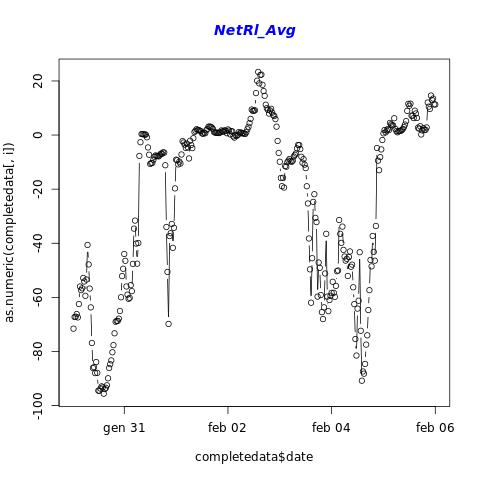 NetRl_Avg
as.numeric(completedata[, i])
20
0
-20
-40
-60
-80
-100
gen 31
feb 02
feb 04
feb 06
completedata$date